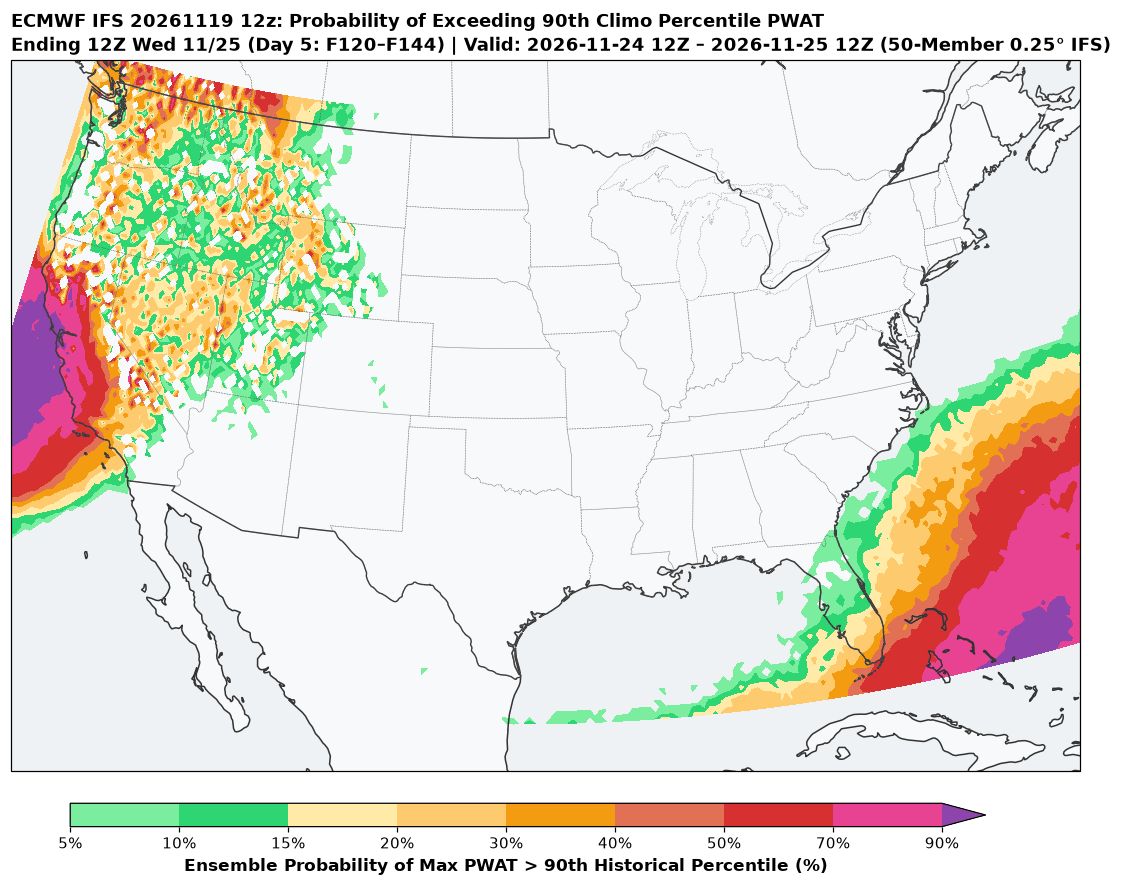 ECMWF IFS 20261119 12z: Probability of Exceeding 90th Climo Percentile PWAT
Ending 12Z Wed 11/25 (Day 5: F120–F144) | Valid: 2026-11-24 12Z – 2026-11-25 12Z (50-Member 0.25° IFS)
5% 10% 15% 20% 30% 40% 50% 70% 90%
Ensemble Probability of Max PWAT > 90th Historical Percentile (%)